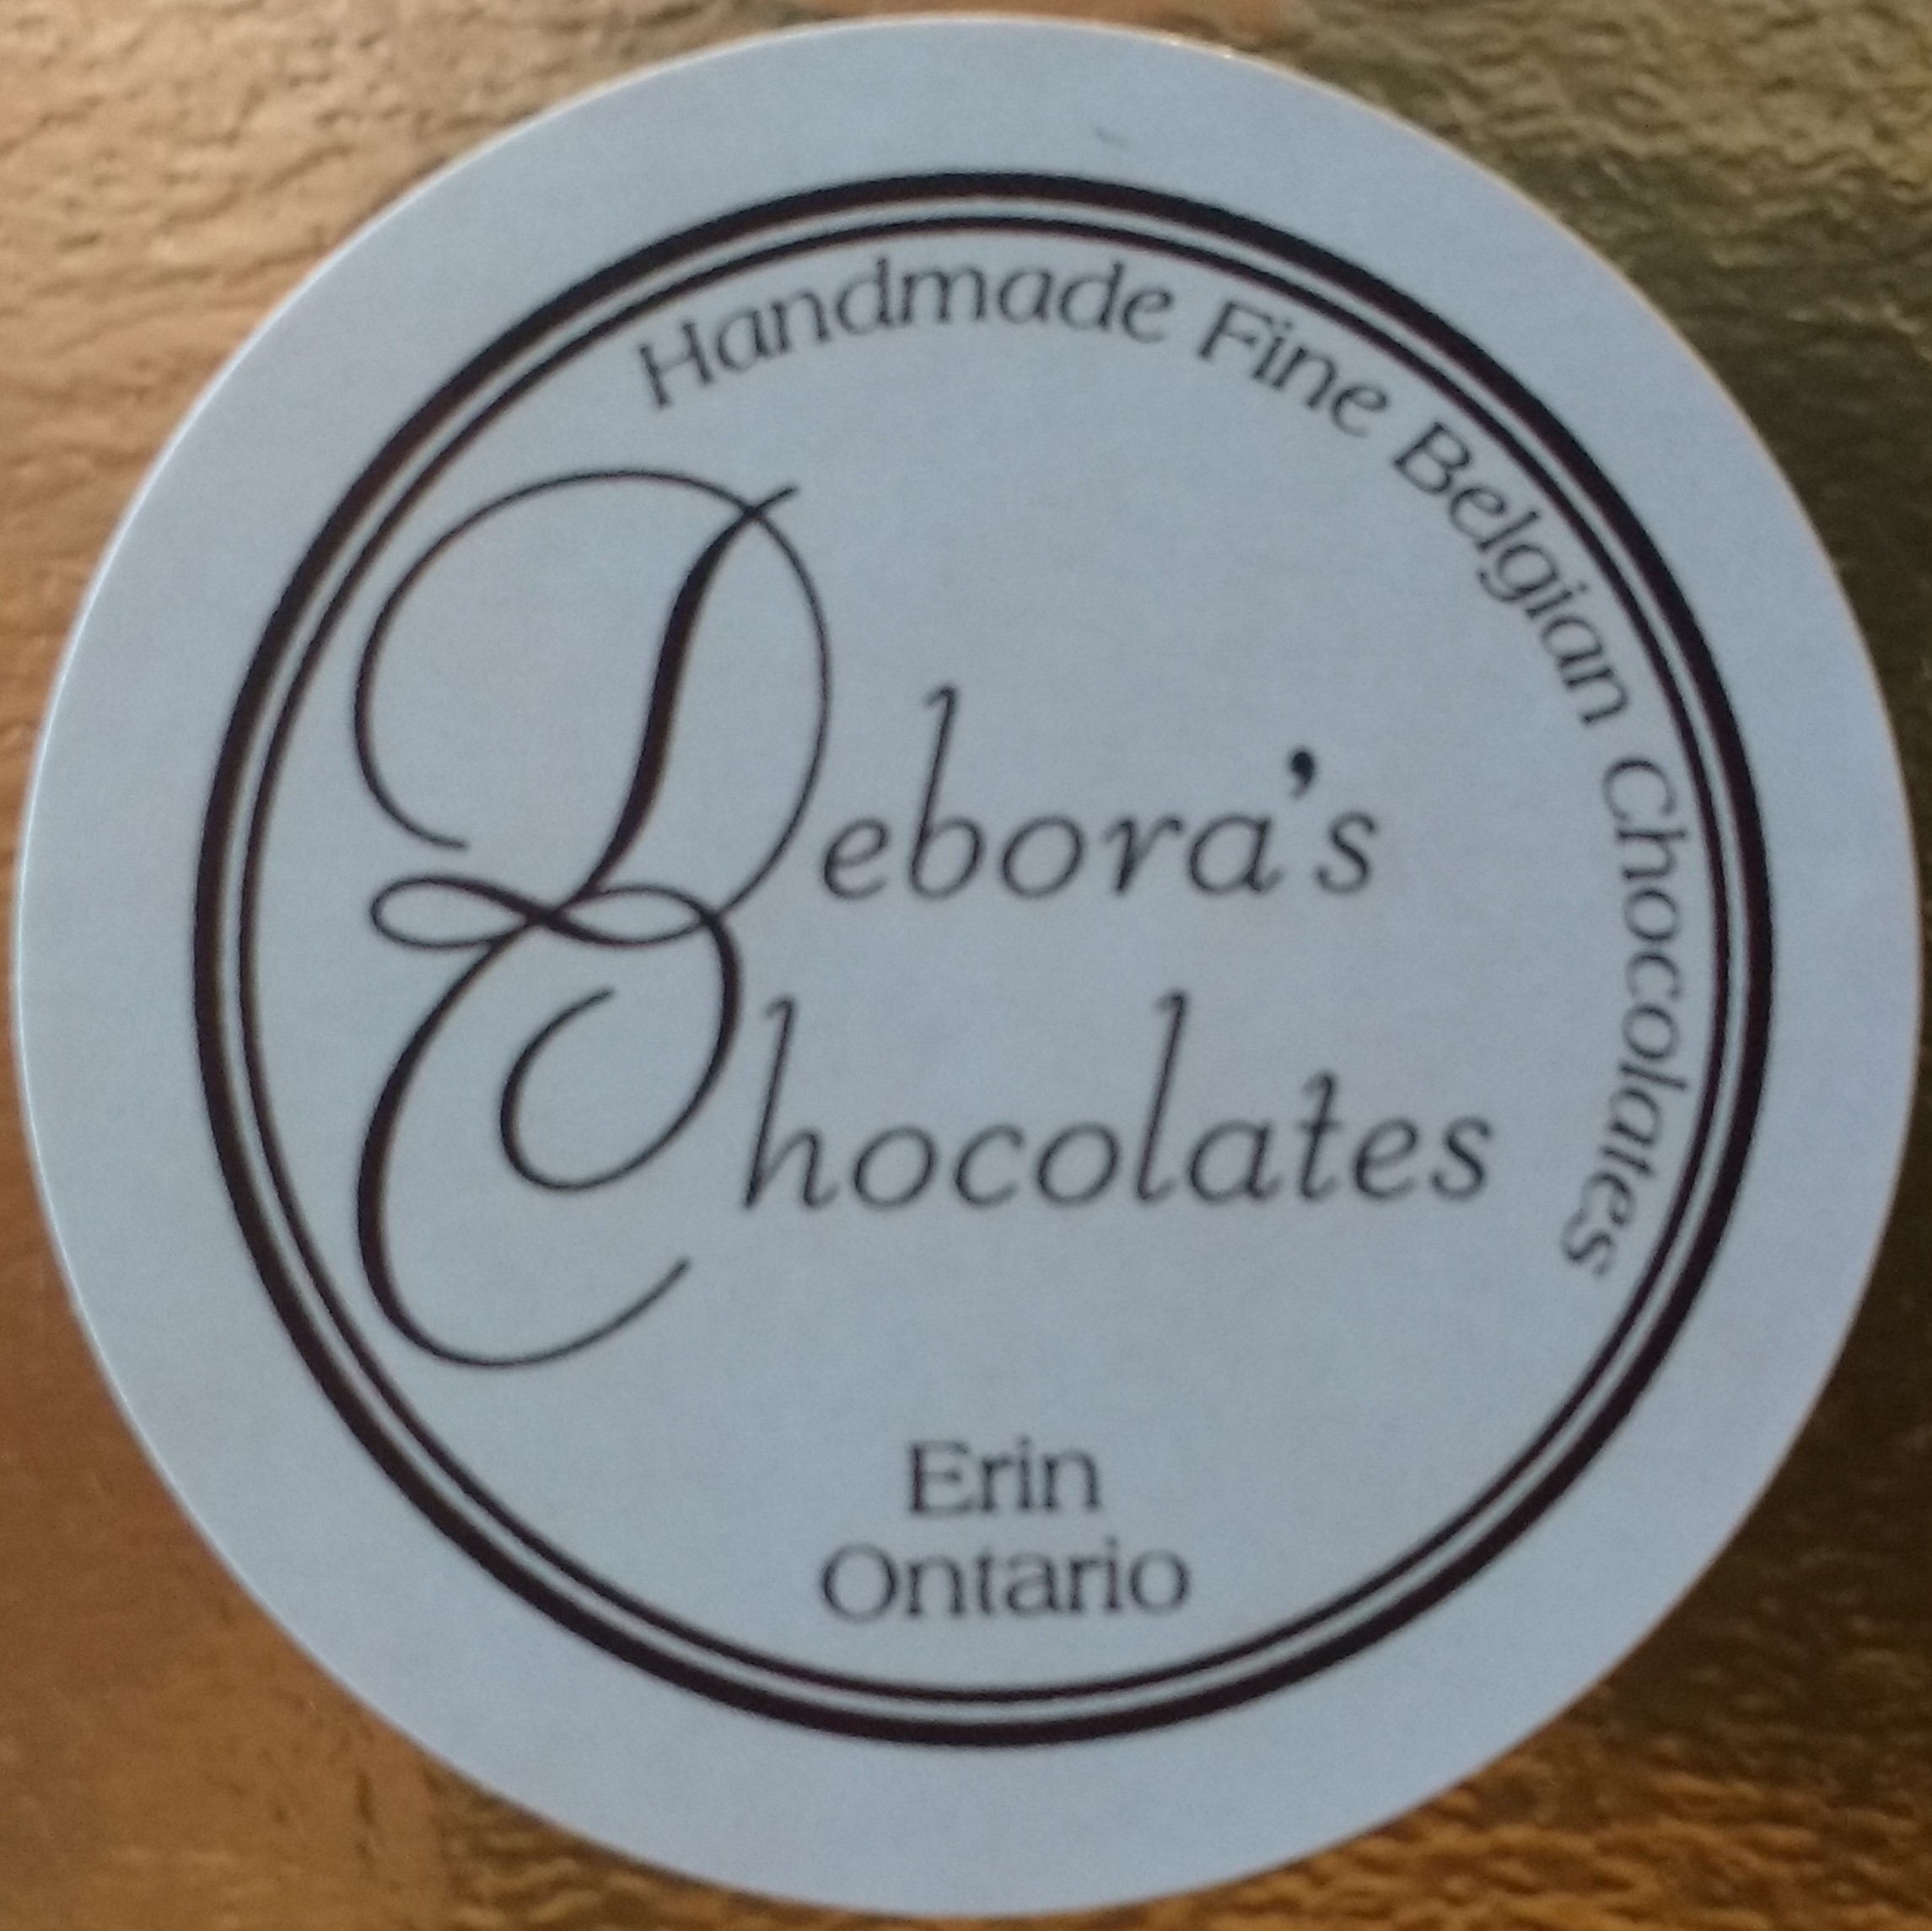 Handmade Fine Belgian Chocolates
Debora's
Chocolates
Erin
Ontario